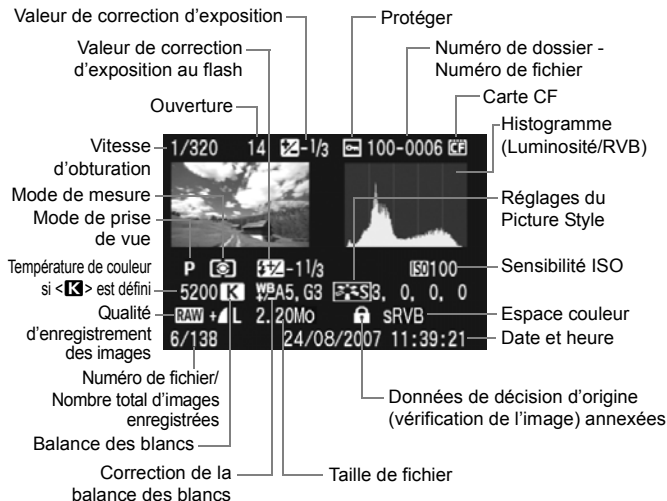 Valeur de correction d'exposition
Protéger
Valeur de correction
d'exposition au flash
Numéro de dossier -
Numéro de fichier
Ouverture
Carte CF
Histogramme
(Luminosité/RVB)
Vitesse
d'obturation
1/320 14 -1/3 100-0006 CF
Mode de mesure
Mode de prise
de vue
Réglages du
Picture Style
P -1 1/3 ISO100
Sensibilité ISO
Température de couleur
si <K> est défini
5200 K WB A5, G3 S3, 0, 0, 0
Qualité
d'enregistrement
des images
RAW + L 2.20Mo sRVB
Espace couleur
6/138 24/08/2007 11:39:21
Date et heure
Numéro de fichier/
Nombre total d'images
enregistrées
Données de décision d'origine
(vérification de l'image) annexées
Balance des blancs
Correction de la
balance des blancs
Taille de fichier